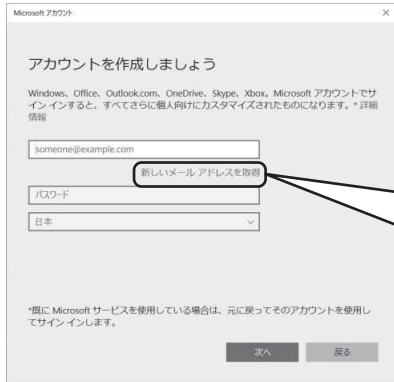 Microsoft アカウント
アカウントを作成しましょう
Windows、Office、Outlook.com、OneDrive、Skype、Xbox。Microsoft アカウントでサ
イン インすると、すべてさらに個人向けにカスタマイズされたものになります。* 詳細
情報
someone@example.com
新しいメール アドレスを取得
パスワード
日本
*既に Microsoft サービスを使用している場合は、元に戻ってそのアカウントを使用し
てサイン インします。
次へ
戻る